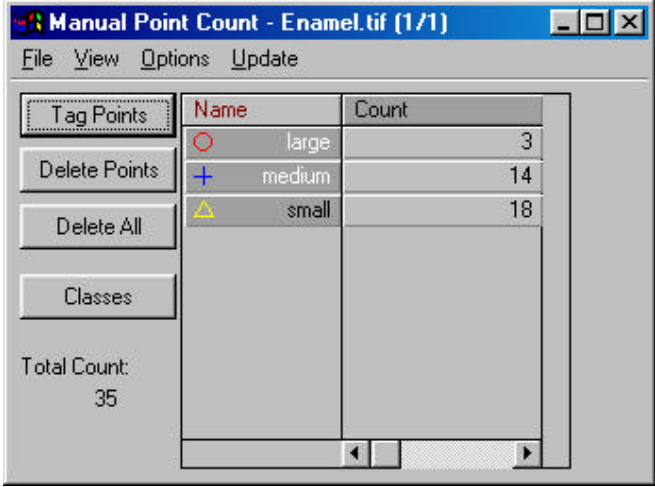 Manual Point Count - Enamel.tif (1/1)
File View Options Update
Tag Points
Delete Points
Delete All
Classes
Total Count:
35
Name Count
large 3
medium 14
small 18